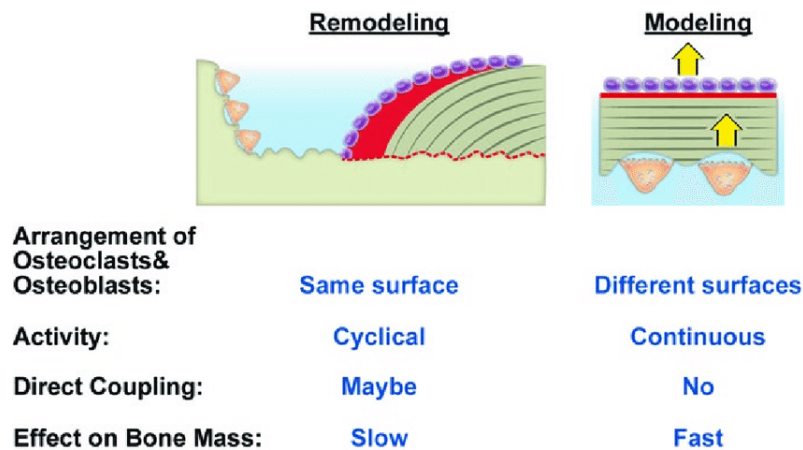 Remodeling Modeling
Arrangement of
Osteoclasts&
Osteoblasts: Same surface Different surfaces
Activity: Cyclical Continuous
Direct Coupling: Maybe No
Effect on Bone Mass: Slow Fast